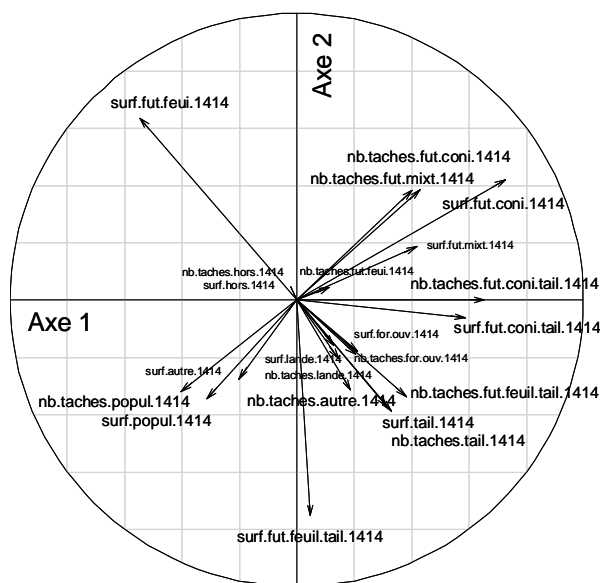 Axe 2
surf.fut.feui.1414
nb.taches.fut.coni.1414
nb.taches.fut.mixt.1414
surf.fut.coni.1414
surf.fut.mixt.1414
nb.taches.hors.1414
nb.taches.fut.feui.1414
surf.hors.1414
nb.taches.fut.coni.tail.1414
Axe 1
surf.fut.coni.tail.1414
surf.for.ouv.1414
surf.lande.1414
nb.taches.for.ouv.1414
surf.autre.1414
nb.taches.lande.1414
nb.taches.fut.feuil.tail.1414
nb.taches.popul.1414
nb.taches.autre.1414
surf.popul.1414
surf.tail.1414
nb.taches.tail.1414
surf.fut.feuil.tail.1414